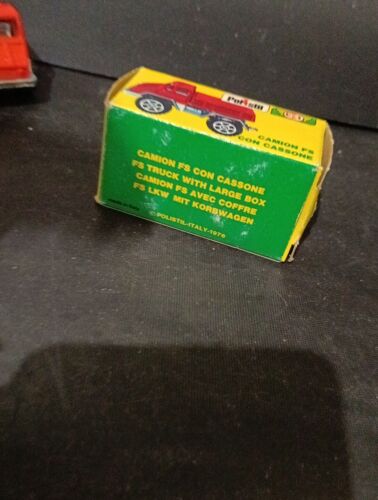 Polistil
CAMION FS
CON CASSONE
CAMION FS CON CASSONE
FS TRUCK WITH LARGE BOX
CAMION FS AVEC COFFRE
FS LKW MIT KORBWAGEN
© POLISTIL-ITALY-1976